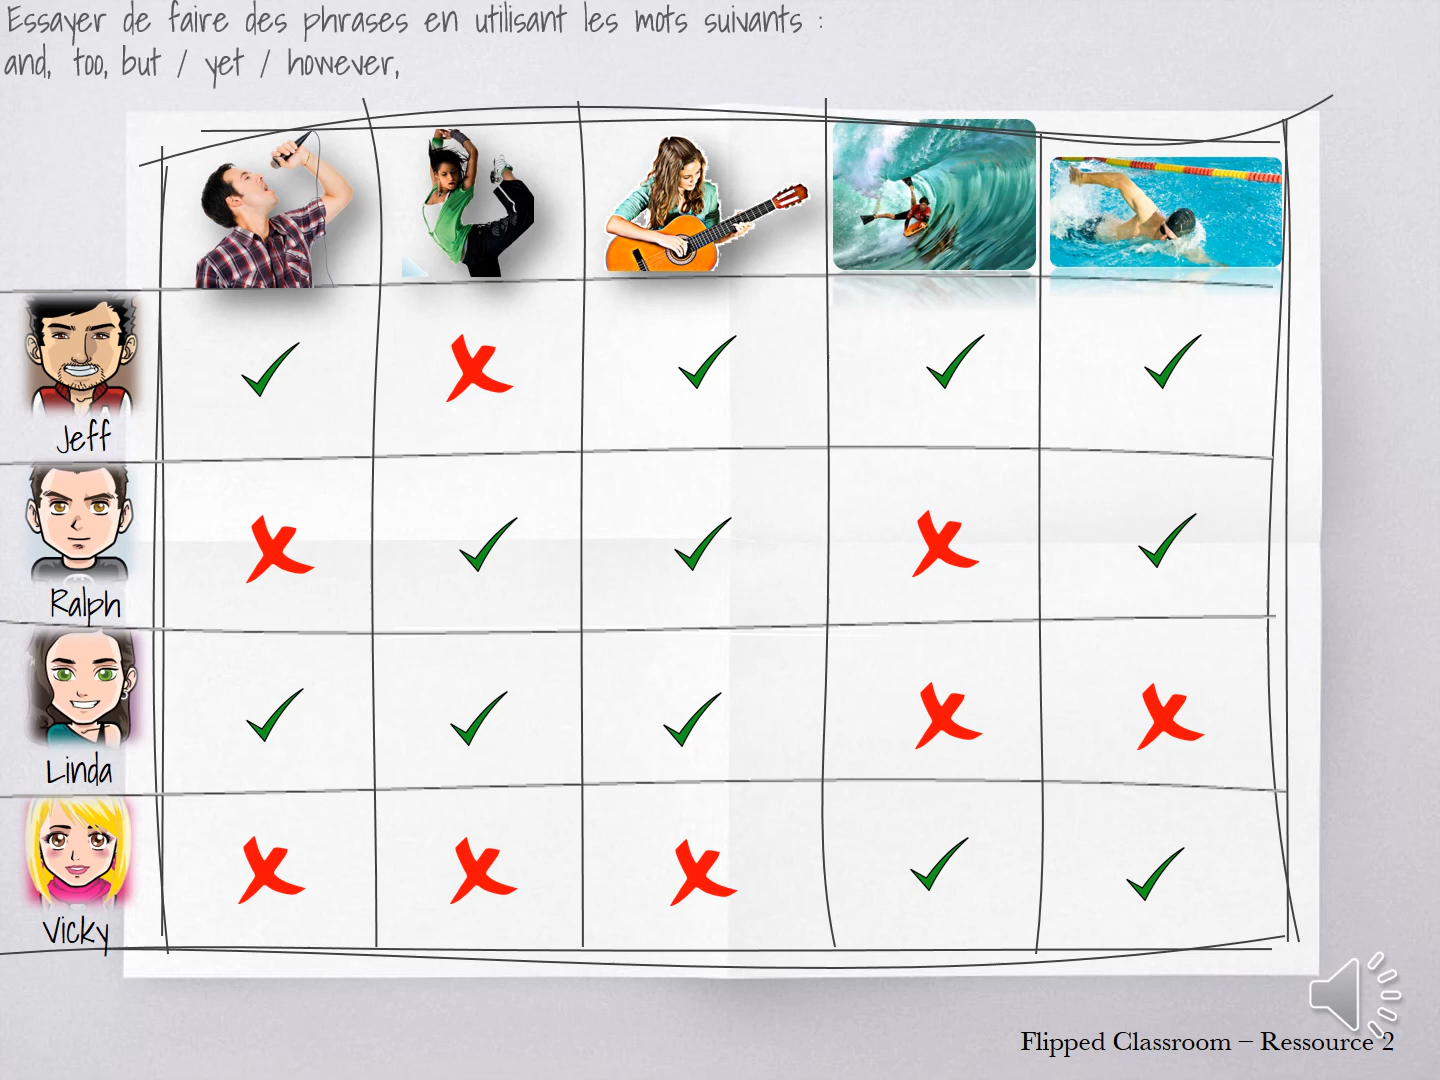 Essayer de faire des phrases en utilisant les mots suivants :
and, too, but / yet / however,
Jeff
Ralph
Linda
Vicky
Flipped Classroom – Ressource 2